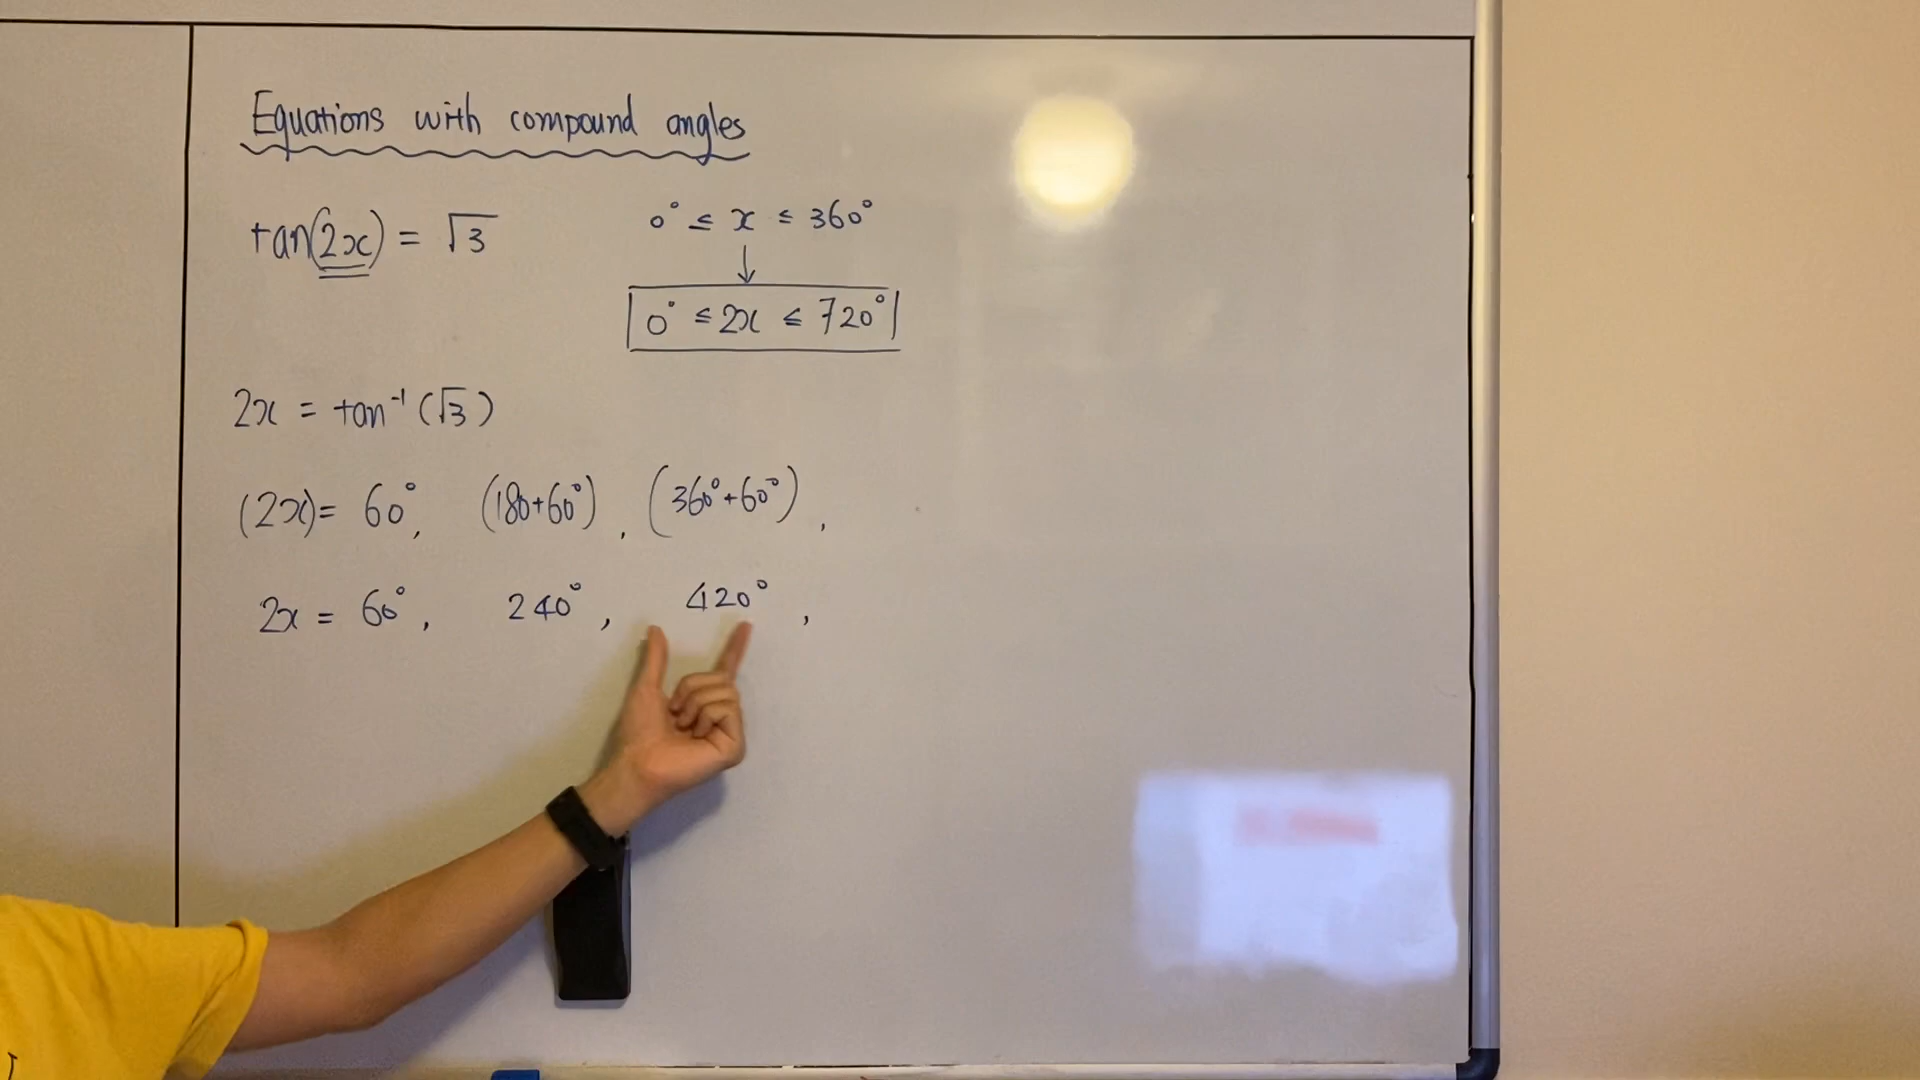 Equations with compound angles
tan(2x) = √3
0° ≤ x ≤ 360°
↓
0° ≤ 2x ≤ 720°
2x = tan⁻¹(√3)
(2x) = 60°, (180+60°), (360°+60°),
2x = 60°, 240°, 420°,